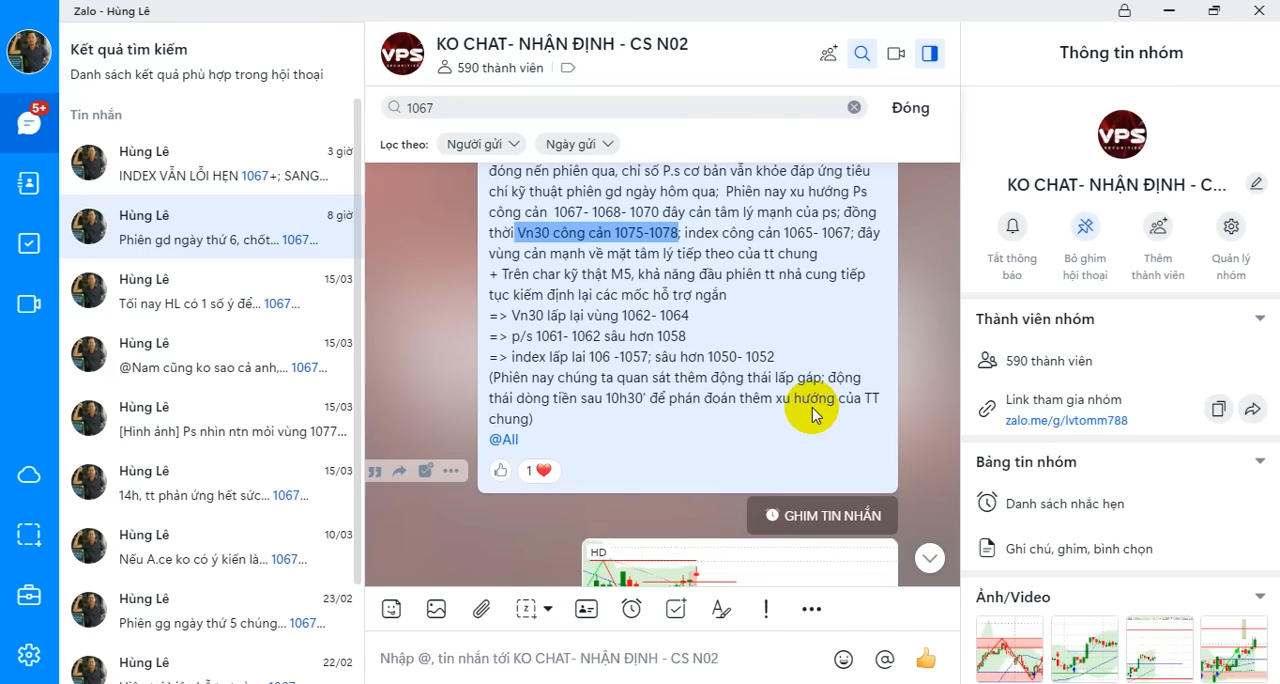 Zalo - Hùng Lê
5+
Kết quả tìm kiếm
Danh sách kết quả phù hợp trong hội thoại
Tin nhắn
Hùng Lê
3 giờ
INDEX VẪN LỖI HẸN 1067+; SANG...
Hùng Lê
8 giờ
Phiên gd ngày thứ 6, chốt... 1067...
Hùng Lê
15/03
Tối nay HL có 1 số ý để... 1067...
Hùng Lê
15/03
@Nam cũng ko sao cả anh,... 1067...
Hùng Lê
15/03
[Hình ảnh] Ps nhìn ntn mỏi vùng 1077...
Hùng Lê
15/03
14h, tt phản ứng hết sức... 1067...
Hùng Lê
10/03
Nếu A.ce ko có ý kiến là... 1067...
Hùng Lê
23/02
Phiên gg ngày thứ 5 chúng... 1067...
Hùng Lê
22/02
VPS
SECURITIES
KO CHAT- NHẬN ĐỊNH - CS N02
590 thành viên
1067
Đóng
Lọc theo:
Người gửi
Ngày gửi
đóng nến phiên qua, chỉ số P.s cơ bản vẫn khỏe đáp ứng tiêu
chí kỹ thuật phiên gd ngày hôm qua; Phiên nay xu hướng Ps
công cản 1067- 1068- 1070 đây cản tâm lý mạnh của ps; đồng
thời Vn30 công cản 1075-1078; index công cản 1065- 1067; đây
vùng cản mạnh về mặt tâm lý tiếp theo của tt chung
+ Trên char kỹ thật M5, khả năng đầu phiên tt nhả cung tiếp
tục kiểm định lại các mốc hỗ trợ ngắn
=> Vn30 lấp lại vùng 1062- 1064
=> p/s 1061- 1062 sâu hơn 1058
=> index lấp lai 106 -1057; sâu hơn 1050- 1052
(Phiên nay chúng ta quan sát thêm động thái lấp gáp; động
thái dòng tiền sau 10h30' để phán đoán thêm xu hướng của TT
chung)
@All
1
GHIM TIN NHẮN
HD
Nhập @, tin nhắn tới KO CHAT- NHẬN ĐỊNH - CS N02
Thông tin nhóm
VPS
SECURITIES
KO CHAT- NHẬN ĐỊNH - C...
Tắt thông báo
Bỏ ghim hội thoại
Thêm thành viên
Quản lý nhóm
Thành viên nhóm
590 thành viên
Link tham gia nhóm
zalo.me/g/lvtomm788
Bảng tin nhóm
Danh sách nhắc hẹn
Ghi chú, ghim, bình chọn
Ảnh/Video